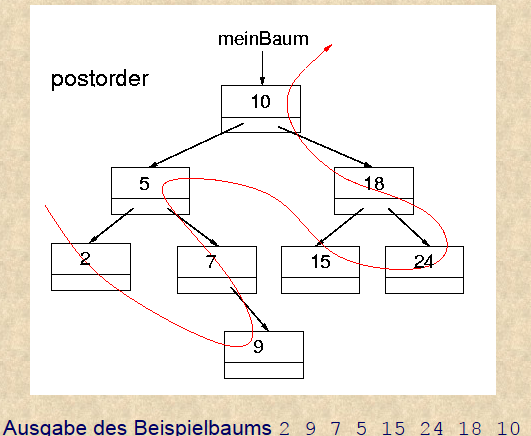 meinBaum
postorder
10
5 18
2 7 15 24
9
Ausgabe des Beispielbaums 2 9 7 5 15 24 18 10